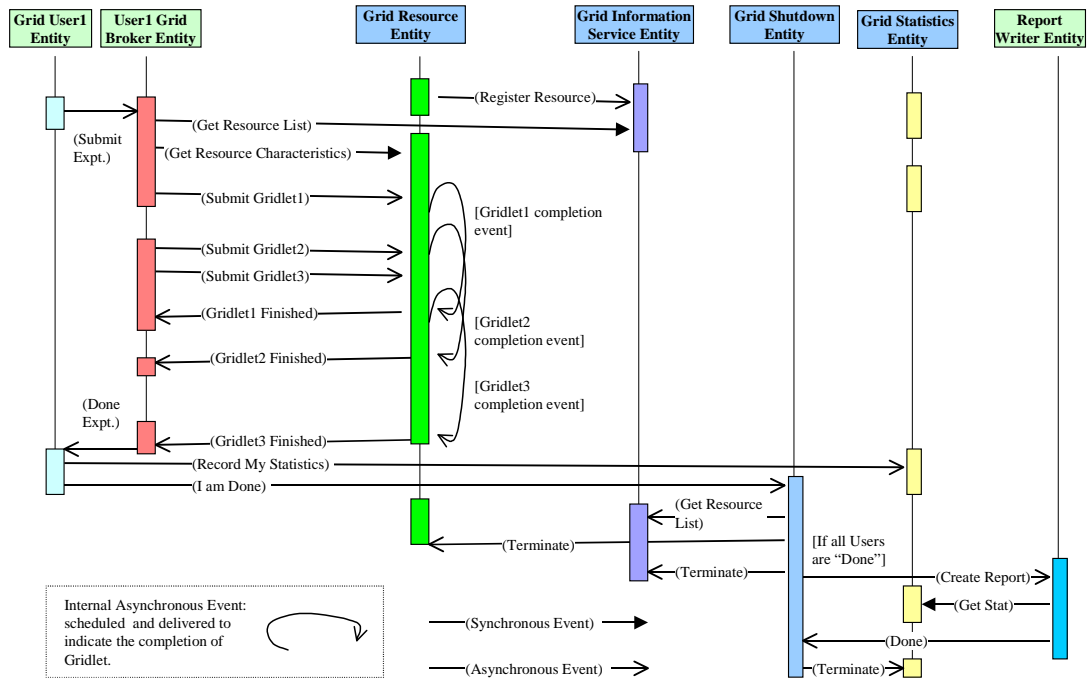 Grid User1
Entity
User1 Grid
Broker Entity
Grid Resource
Entity
Grid Information
Service Entity
Grid Shutdown
Entity
Grid Statistics
Entity
Report
Writer Entity
(Register Resource)
(Submit
Expt.)
(Get Resource List)
(Get Resource Characteristics)
(Submit Gridlet1)
[Gridlet1 completion
event]
(Submit Gridlet2)
(Submit Gridlet3)
(Gridlet1 Finished)
[Gridlet2
completion event]
(Gridlet2 Finished)
[Gridlet3
completion event]
(Done
Expt.)
(Gridlet3 Finished)
(Record My Statistics)
(I am Done)
(Get Resource
List)
(Terminate)
[If all Users
are “Done”]
(Terminate)
(Create Report)
(Get Stat)
(Done)
(Terminate)
Internal Asynchronous Event:
scheduled and delivered to
indicate the completion of
Gridlet.
(Synchronous Event)
(Asynchronous Event)